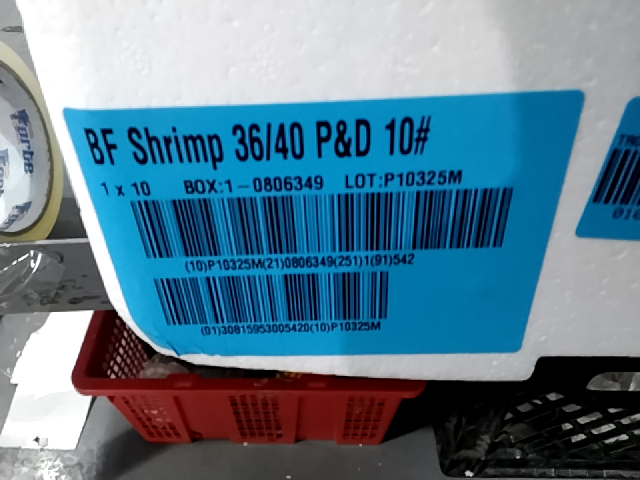 BF Shrimp 36/40 P&D 10#
1 x 10 BOX:1-0806349 LOT:P10325M
(10)P10325M(21)0806349(251)1(91)542
(01)30815953005420(10)P10325M